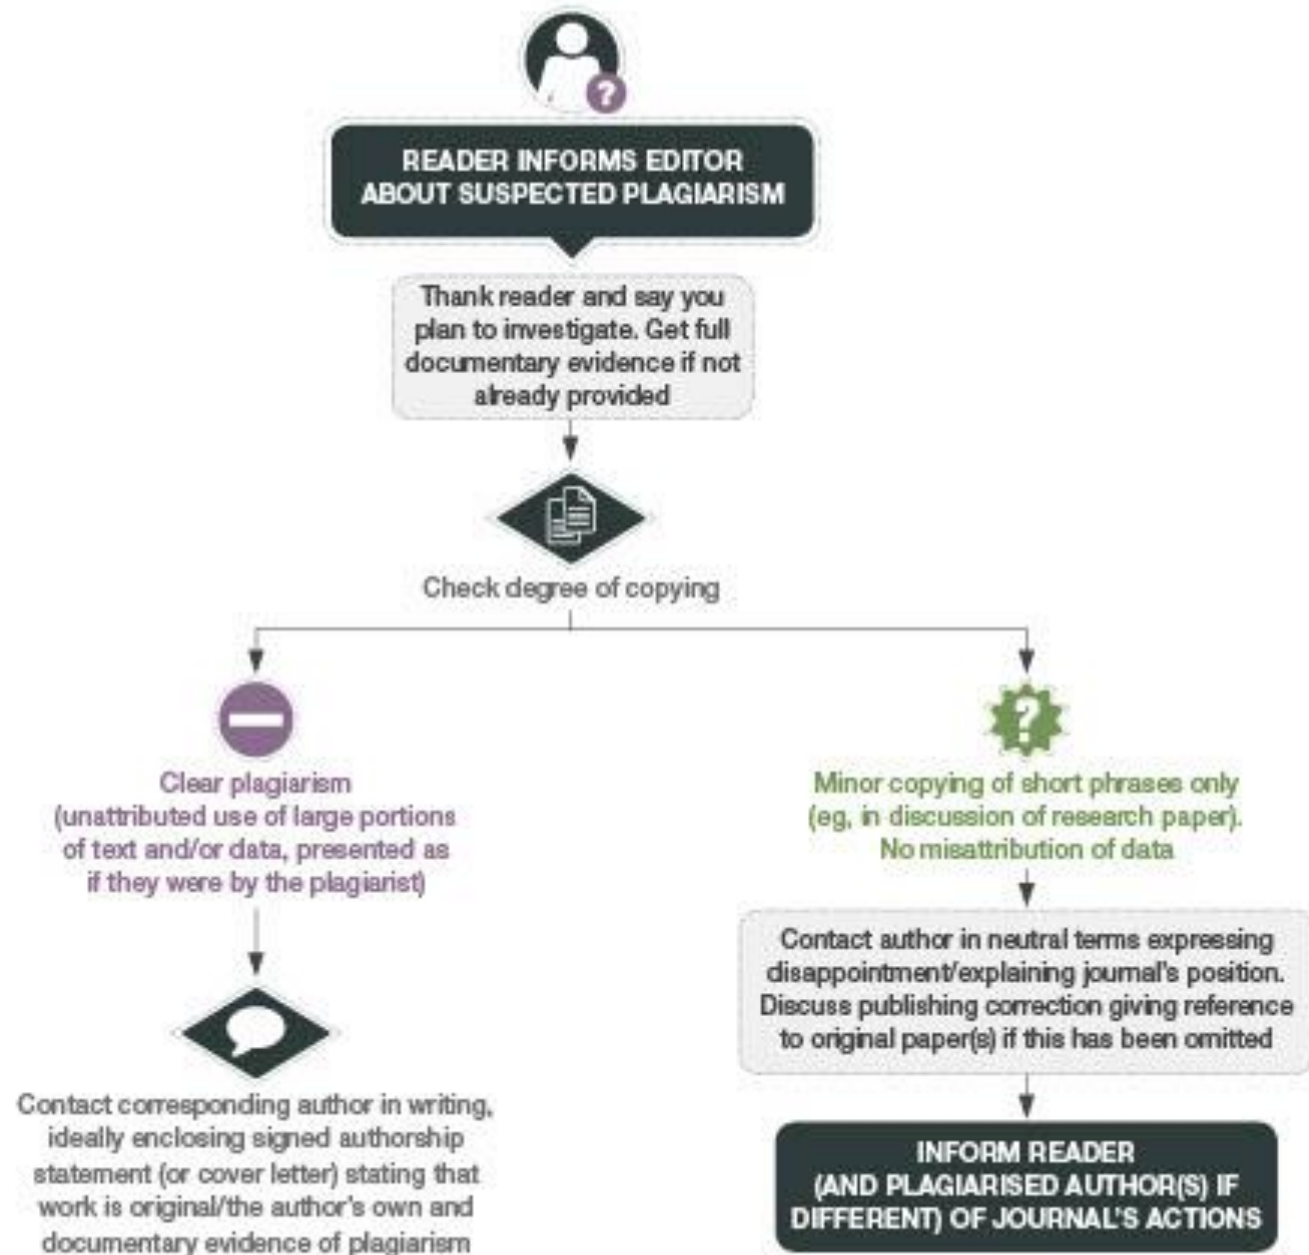 ?
READER INFORMS EDITOR
ABOUT SUSPECTED PLAGIARISM
Thank reader and say you
plan to investigate. Get full
documentary evidence if not
already provided
Check degree of copying
Clear plagiarism
(unattributed use of large portions
of text and/or data, presented as
if they were by the plagiarist)
?
Minor copying of short phrases only
(eg, in discussion of research paper).
No misattribution of data
Contact corresponding author in writing,
ideally enclosing signed authorship
statement (or cover letter) stating that
work is original/the author's own and
documentary evidence of plagiarism
Contact author in neutral terms expressing
disappointment/explaining journal's position.
Discuss publishing correction giving reference
to original paper(s) if this has been omitted
INFORM READER
(AND PLAGIARISED AUTHOR(S) IF
DIFFERENT) OF JOURNAL'S ACTIONS